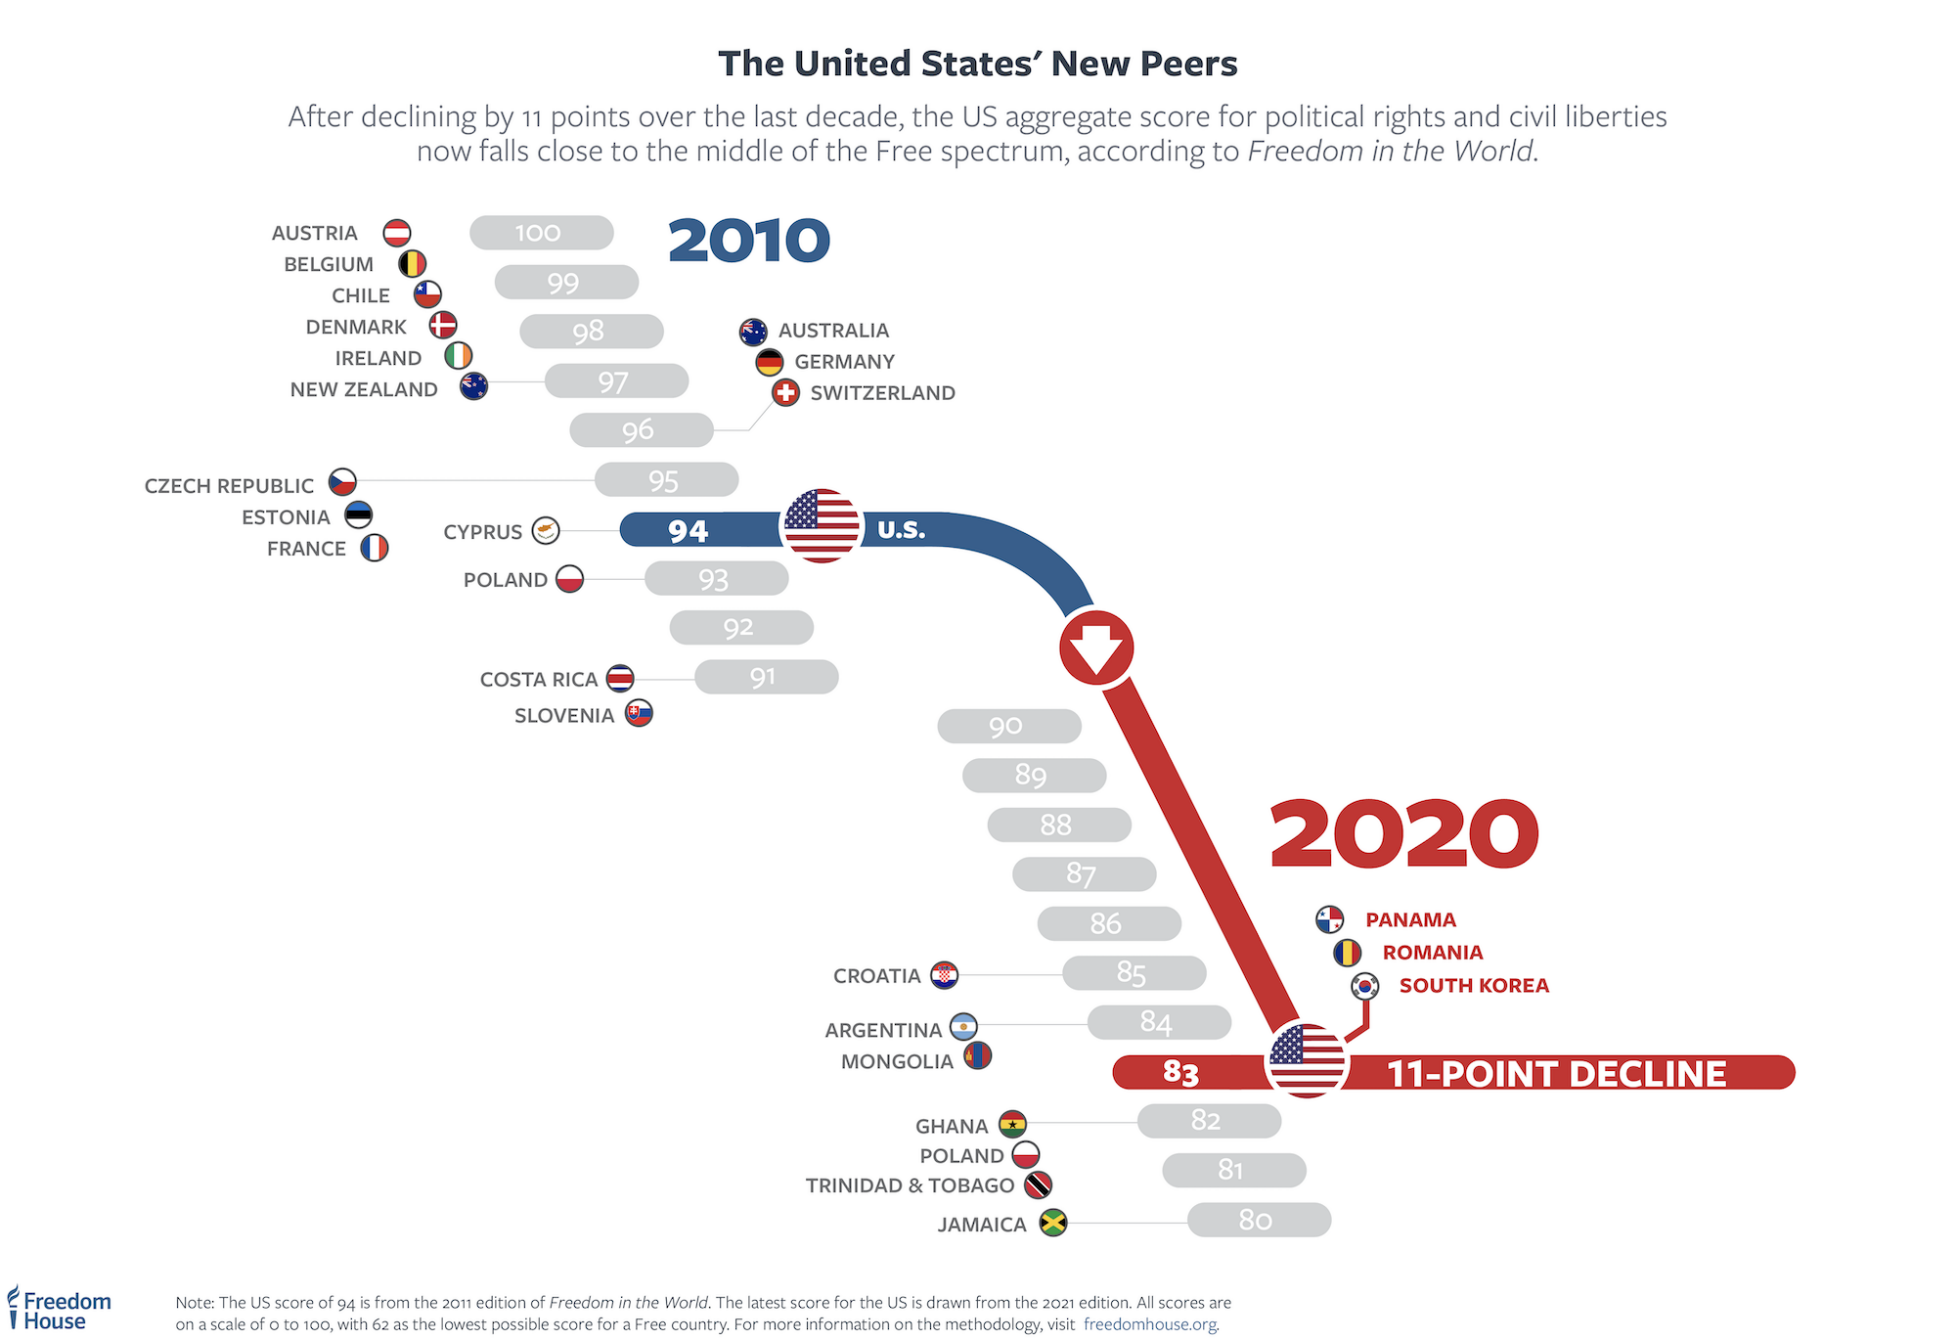 The United States’ New Peers
After declining by 11 points over the last decade, the US aggregate score for political rights and civil liberties
now falls close to the middle of the Free spectrum, according to Freedom in the World.
2010
AUSTRIA
BELGIUM
CHILE
DENMARK
IRELAND
NEW ZEALAND
100
99
98
97
96
95
AUSTRALIA
GERMANY
SWITZERLAND
CZECH REPUBLIC
ESTONIA
FRANCE
CYPRUS
94
U.S.
POLAND
93
92
COSTA RICA
91
SLOVENIA
90
89
88
87
86
2020
PANAMA
ROMANIA
SOUTH KOREA
CROATIA
85
ARGENTINA
84
MONGOLIA
83
11-POINT DECLINE
GHANA
82
POLAND
TRINIDAD & TOBAGO
81
JAMAICA
80
Freedom
House
Note: The US score of 94 is from the 2011 edition of Freedom in the World. The latest score for the US is drawn from the 2021 edition. All scores are
on a scale of 0 to 100, with 62 as the lowest possible score for a Free country. For more information on the methodology, visit freedomhouse.org.